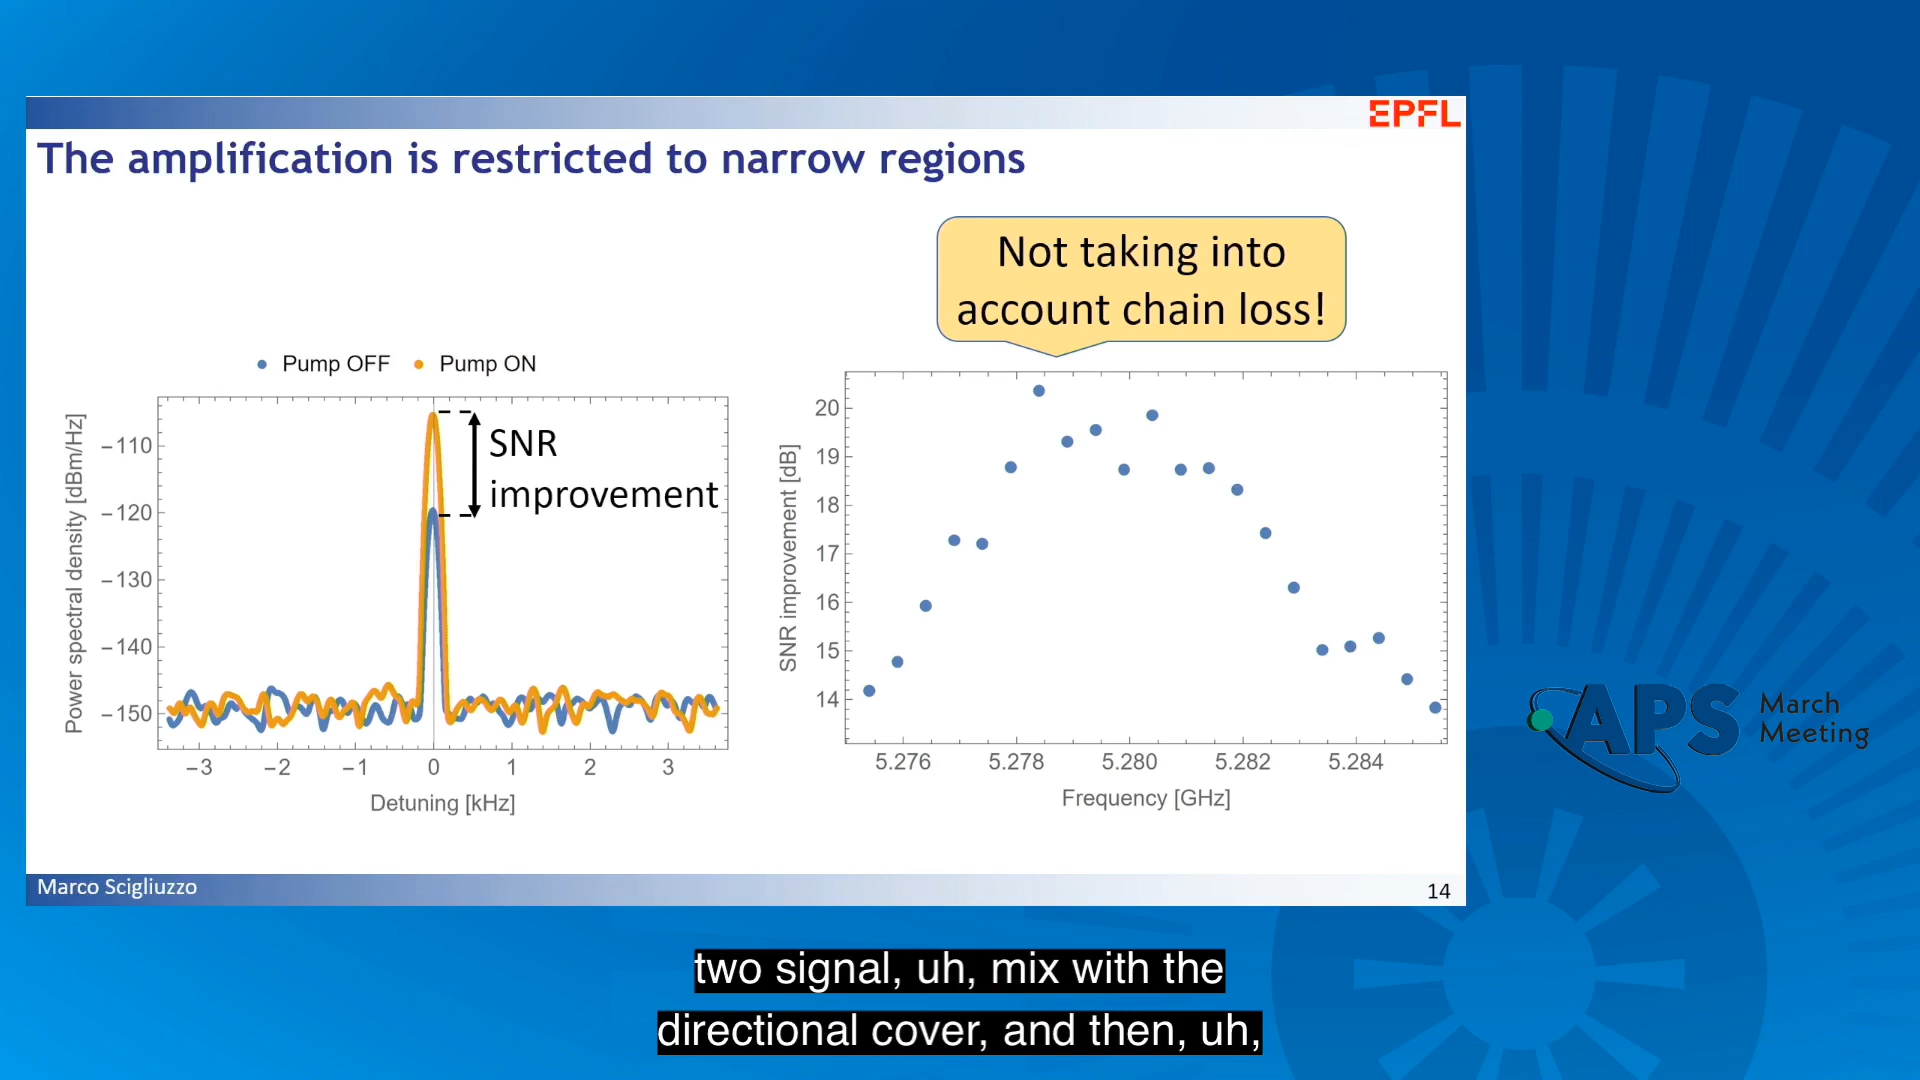 EPFL
The amplification is restricted to narrow regions
Not taking into
account chain loss!
Pump OFF Pump ON
SNR
improvement
Power spectral density [dBm/Hz]
−110
−120
−130
−140
−150
−3 −2 −1 0 1 2 3
Detuning [kHz]
SNR improvement [dB]
20
19
18
17
16
15
14
5.276 5.278 5.280 5.282 5.284
Frequency [GHz]
APS March
Meeting
Marco Scigliuzzo
14
two signal, uh, mix with the
directional cover, and then, uh,